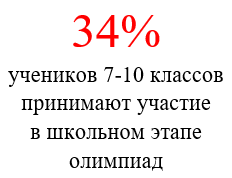 34%
учеников 7-10 классов
принимают участие
в школьном этапе
олимпиад